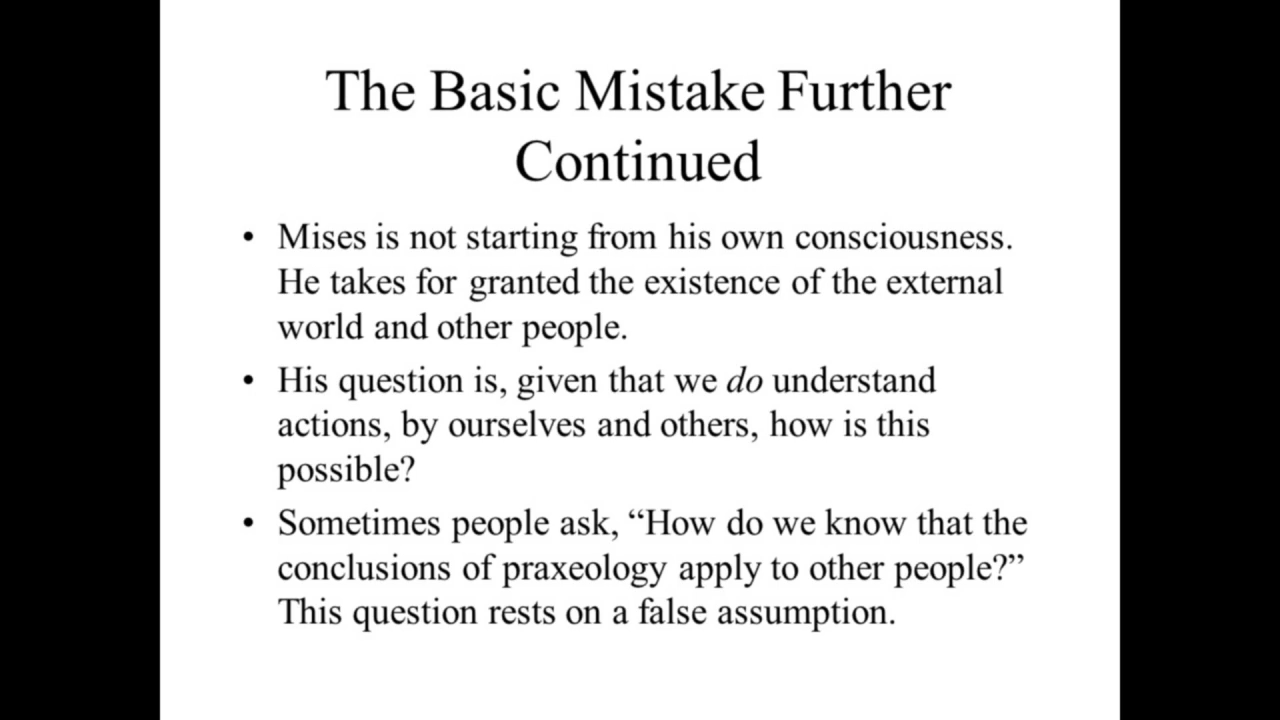 The Basic Mistake Further
Continued
• Mises is not starting from his own consciousness.
He takes for granted the existence of the external
world and other people.
• His question is, given that we do understand
actions, by ourselves and others, how is this
possible?
• Sometimes people ask, “How do we know that the
conclusions of praxeology apply to other people?”
This question rests on a false assumption.